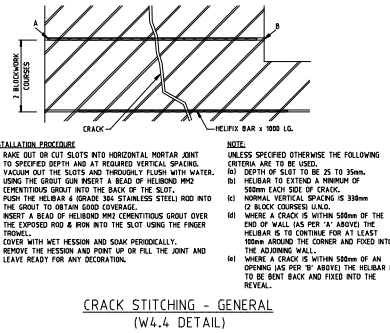 A
B
2 BLOCKWORK
COURSES
CRACK
HELIFIX BAR x 1000 LG.
STALLATION PROCEDURE
RAKE OUT OR CUT SLOTS INTO HORIZONTAL MORTAR JOINT
TO SPECIFIED DEPTH AND AT REQUIRED VERTICAL SPACING.
VACUUM OUT THE SLOTS AND THROUGHLY FLUSH WITH WATER.
USING THE GROUT GUN INSERT A BEAD OF HELIBOND MM2
CEMENTITIOUS GROUT INTO THE BACK OF THE SLOT.
PUSH THE HELIBAR & (GRADE 304 STAINLESS STEEL) ROD INTO
THE GROUT TO OBTAIN GOOD COVERAGE.
INSERT A BEAD OF HELIBOND MM2 CEMENTITIOUS GROUT OVER
THE EXPOSED ROD & IRON INTO THE SLOT USING THE FINGER
TROWEL.
COVER WITH WET HESSION AND SOAK PERIODICALLY.
REMOVE THE HESSION AND POINT UP OR FILL THE JOINT AND
LEAVE READY FOR ANY DECORATION.
NOTE:
UNLESS SPECIFIED OTHERWISE THE FOLLOWING
CRITERIA ARE TO BE USED.
(a) DEPTH OF SLOT TO BE 25 TO 35mm.
(b) HELIBAR TO EXTEND A MINIMUM OF
500mm EACH SIDE OF CRACK.
(c) NORMAL VERTICAL SPACING IS 330mm
(2 BLOCK COURSES) U.N.O.
(d) WHERE A CRACK IS WITHIN 500mm OF THE
END OF WALL (AS PER 'A' ABOVE) THE
HELIBAR IS TO CONTINUE FOR AT LEAST
100mm AROUND THE CORNER AND FIXED INTO
THE ADJOINING WALL.
(e) WHERE A CRACK IS WITHIN 500mm OF AN
OPENING (AS PER 'B' ABOVE) THE HELIBAR I
TO BE BENT BACK AND FIXED INTO THE
REVEAL.
CRACK STITCHING - GENERAL
(W4.4 DETAIL)